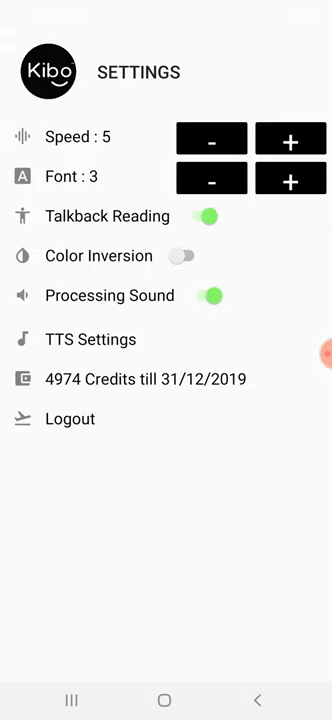 Kibo
SETTINGS
Speed : 5 - +
Font : 3 - +
Talkback Reading
Color Inversion
Processing Sound
TTS Settings
4974 Credits till 31/12/2019
Logout